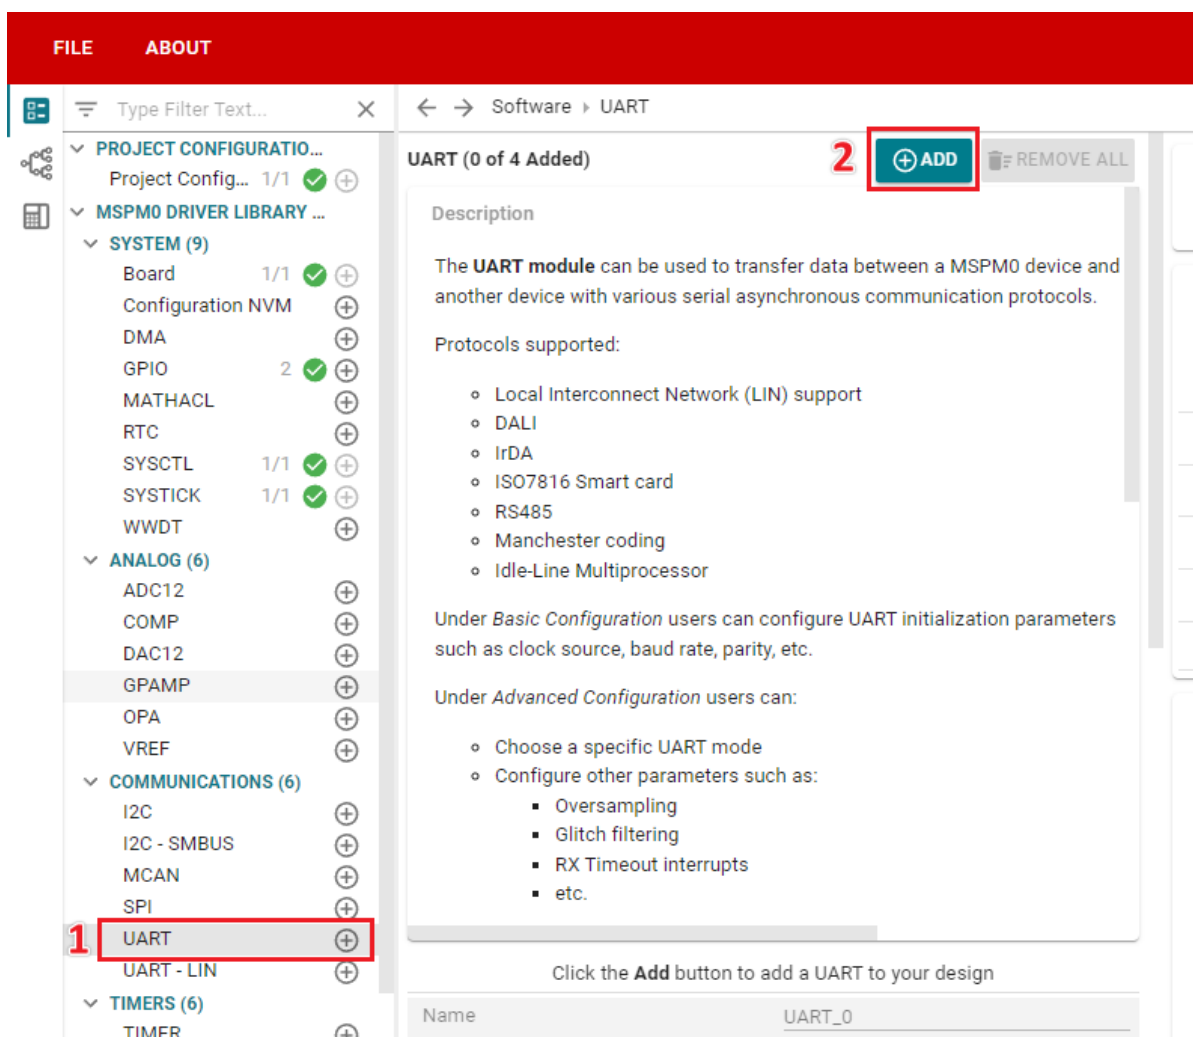 FILE ABOUT
Type Filter Text...
Software UART
PROJECT CONFIGURATIO...
Project Config... 1/1
MSPM0 DRIVER LIBRARY ...
SYSTEM (9)
Board 1/1
Configuration NVM
DMA
GPIO 2
MATHACL
RTC
SYSCTL 1/1
SYSTICK 1/1
WWDT
ANALOG (6)
ADC12
COMP
DAC12
GPAMP
OPA
VREF
COMMUNICATIONS (6)
I2C
I2C - SMBUS
MCAN
SPI
1 UART
UART - LIN
TIMERS (6)
TIMER
UART (0 of 4 Added) 2 ADD REMOVE ALL
Description
The UART module can be used to transfer data between a MSPM0 device and
another device with various serial asynchronous communication protocols.
Protocols supported:
Local Interconnect Network (LIN) support
DALI
IrDA
ISO7816 Smart card
RS485
Manchester coding
Idle-Line Multiprocessor
Under Basic Configuration users can configure UART initialization parameters
such as clock source, baud rate, parity, etc.
Under Advanced Configuration users can:
Choose a specific UART mode
Configure other parameters such as:
Oversampling
Glitch filtering
RX Timeout interrupts
etc.
Click the Add button to add a UART to your design
Name UART_0